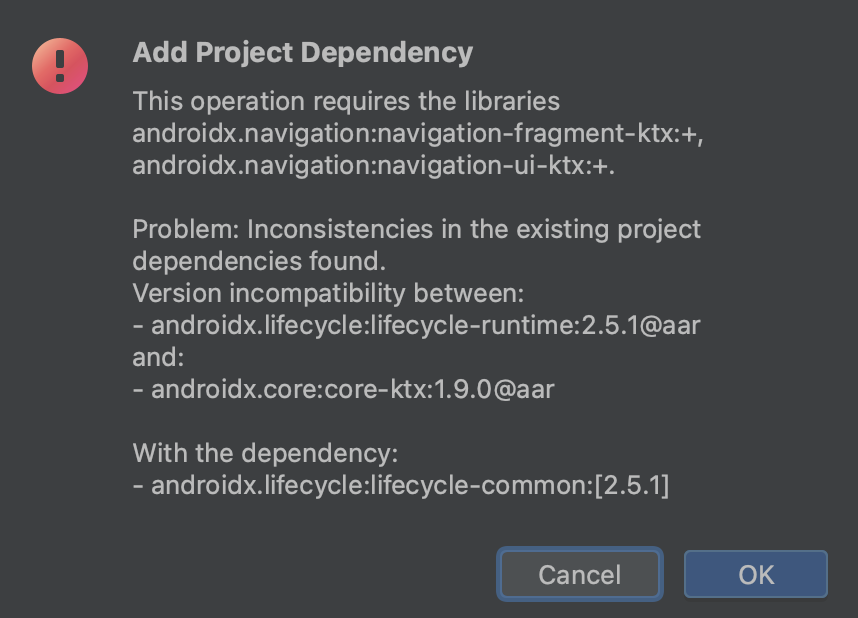 Add Project Dependency
This operation requires the libraries
androidx.navigation:navigation-fragment-ktx:+,
androidx.navigation:navigation-ui-ktx:+.
Problem: Inconsistencies in the existing project
dependencies found.
Version incompatibility between:
- androidx.lifecycle:lifecycle-runtime:2.5.1@aar
and:
- androidx.core:core-ktx:1.9.0@aar
With the dependency:
- androidx.lifecycle:lifecycle-common:[2.5.1]
Cancel OK